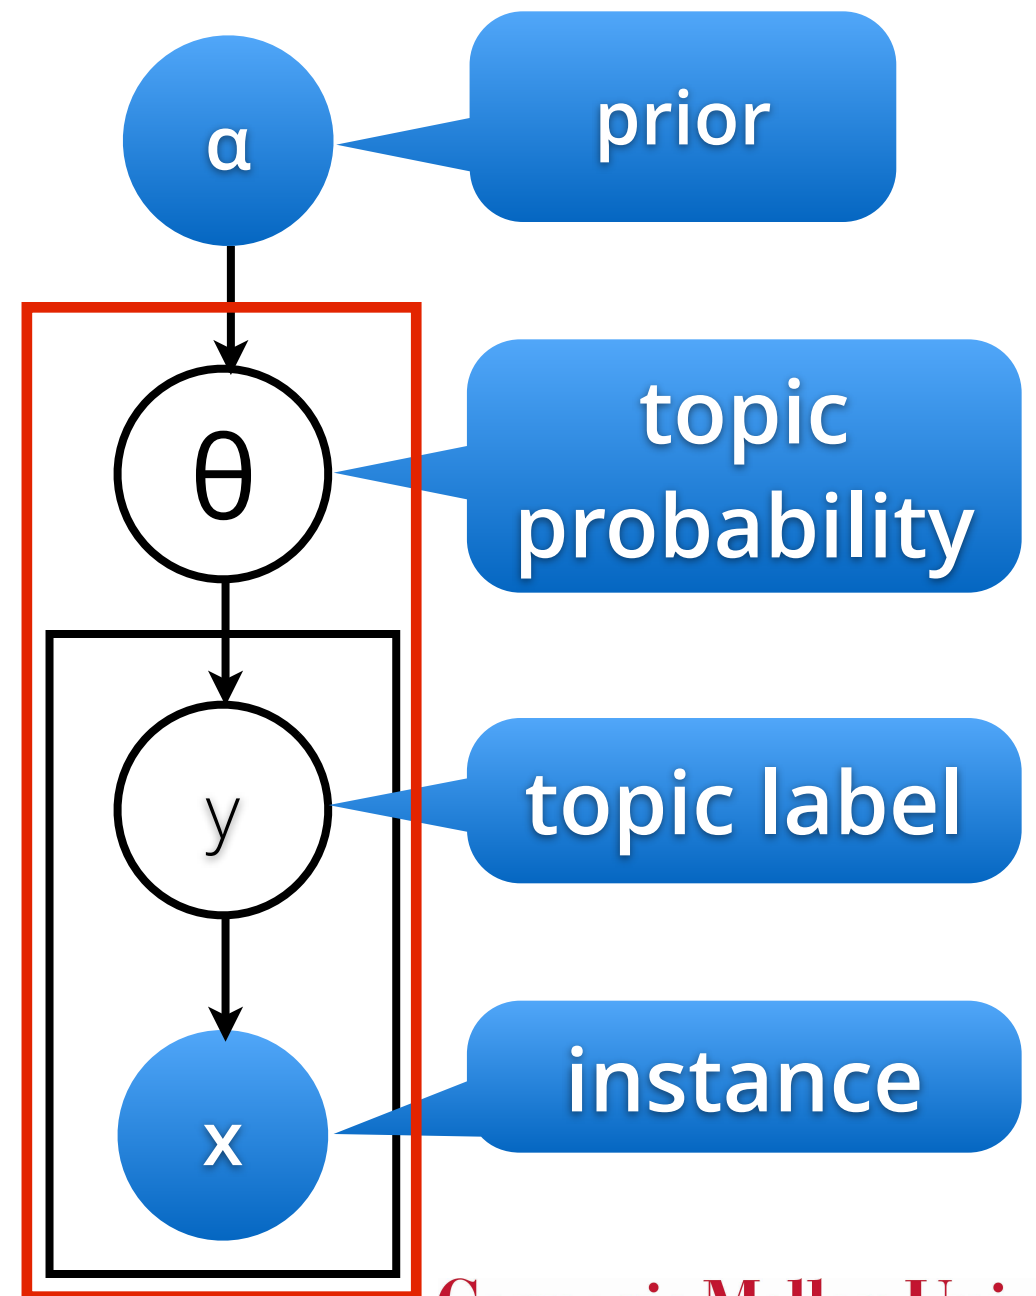 α
prior
θ
topic
probability
y
topic label
x
instance